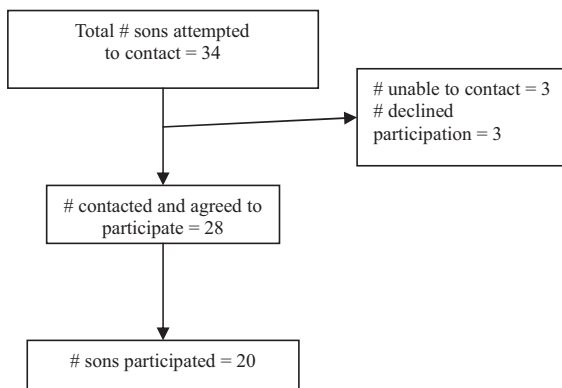 Total # sons attempted
to contact = 34
# unable to contact = 3
# declined
participation = 3
# contacted and agreed to
participate = 28
# sons participated = 20